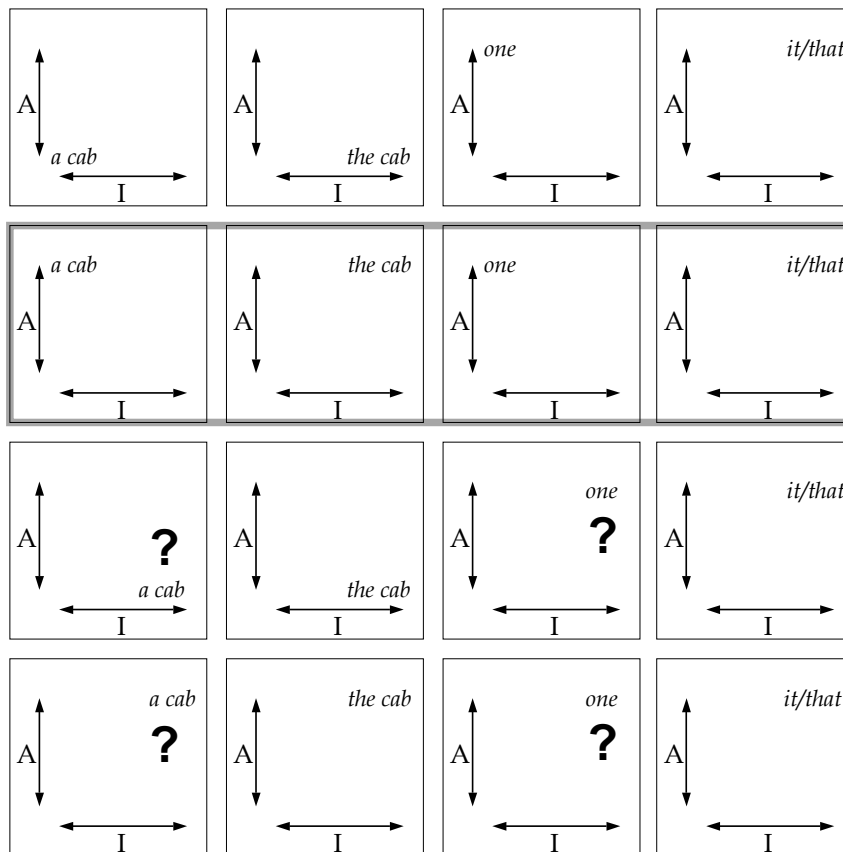 one it/that
A A A A
a cab the cab
I I I I
a cab the cab one it/that
A A A A
I I I I
one it/that
A ? A A ? A
a cab the cab
I I I I
a cab the cab one it/that
A ? A A ? A
I I I I